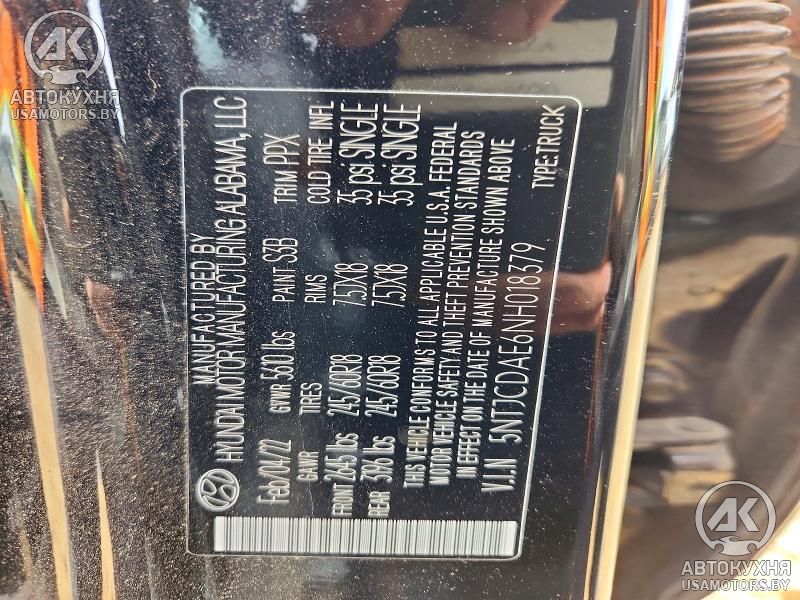 MANUFACTURED BY
HYUNDAI MOTOR MANUFACTURING ALABAMA, LLC
Feb/04/22 GVWR 5610 lbs PAINT S3B TRIM PPX
GAWR TIRES RIMS COLD TIRE INFL
FRONT 2645 lbs 245/60R18 7.5JX18 35 psi SINGLE
REAR 3196 lbs 245/60R18 7.5JX18 35 psi SINGLE
THIS VEHICLE CONFORMS TO ALL APPLICABLE U.S.A. FEDERAL
MOTOR VEHICLE SAFETY AND THEFT PREVENTION STANDARDS
IN EFFECT ON THE DATE OF MANUFACTURE SHOWN ABOVE
V.I.N 5NTJCDAE6NH018379 TYPE:TRUCK
АК
АВТОКУХНЯ
USAMOTORS.BY
АК
АВТОКУХНЯ
USAMOTORS.BY